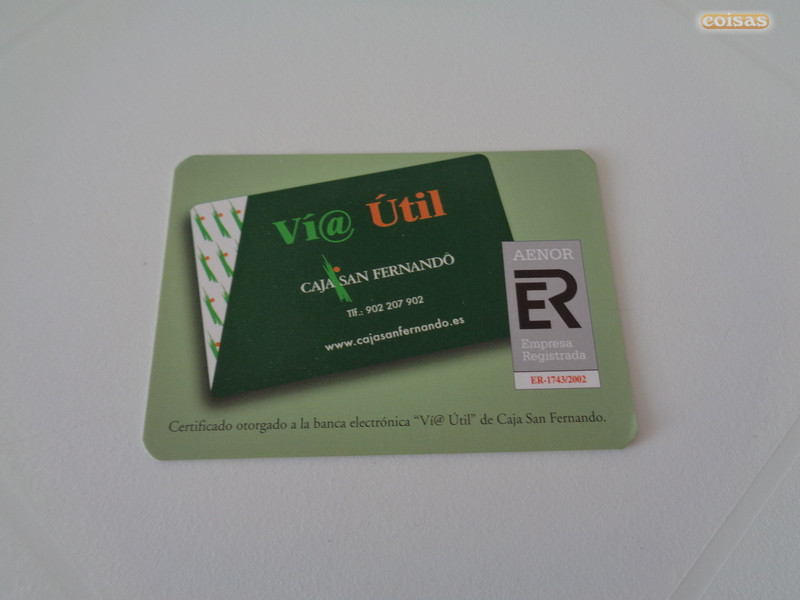 coisas
Ví@ Útil
CAJA SAN FERNANDO
Tlf.: 902 207 902
www.cajasanfernando.es
AENOR
ER
Empresa
Registrada
ER-1743/2002
Certificado otorgado a la banca electrónica “Ví@ Útil” de Caja San Fernando.